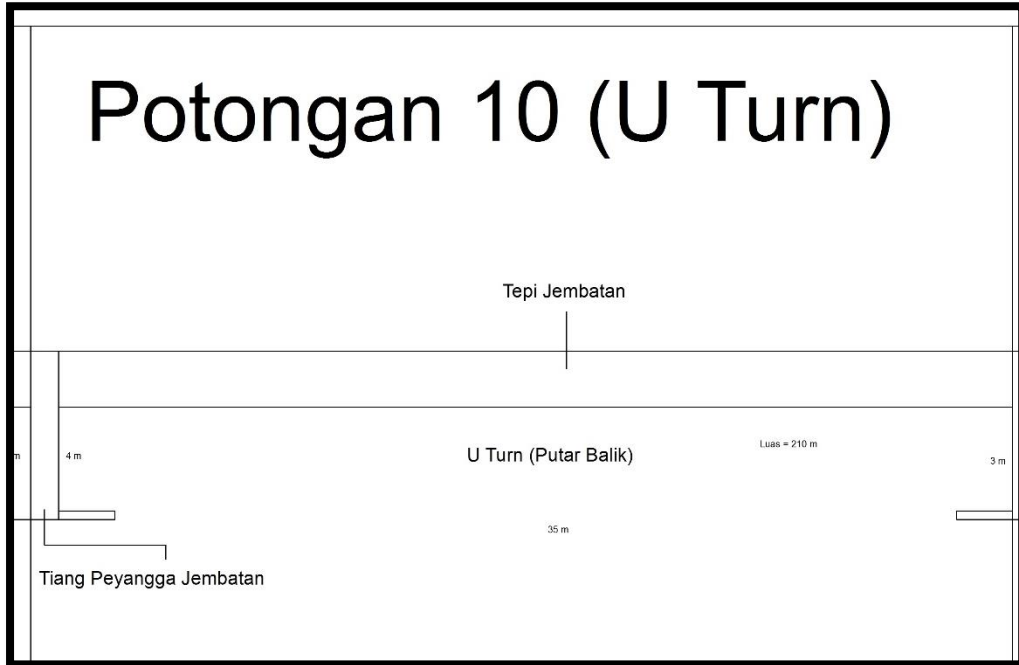 Potongan 10 (U Turn)
Tepi Jembatan
Luas = 210 m
m
4 m
U Turn (Putar Balik)
3 m
35 m
Tiang Peyangga Jembatan